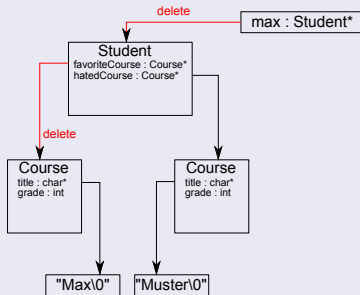 delete
max : Student*
Student
favoriteCourse : Course*
hatedCourse : Course*
delete
Course
title : char*
grade : int
Course
title : char*
grade : int
"Max\0"
"Muster\0"